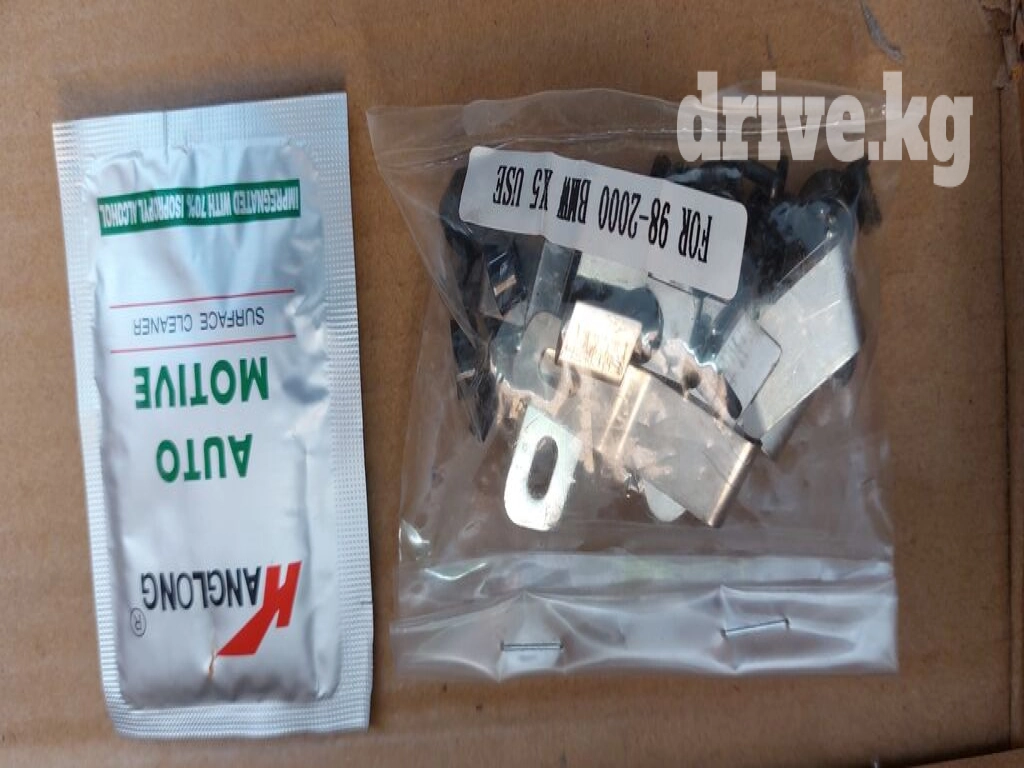 drive.kg
HANGLONG®
AUTO
MOTIVE
SURFACE CLEANER
IMPREGNATED WITH 70% ISOPROPYL ALCOHOL
FOR 98-2000 BMW X5 USE